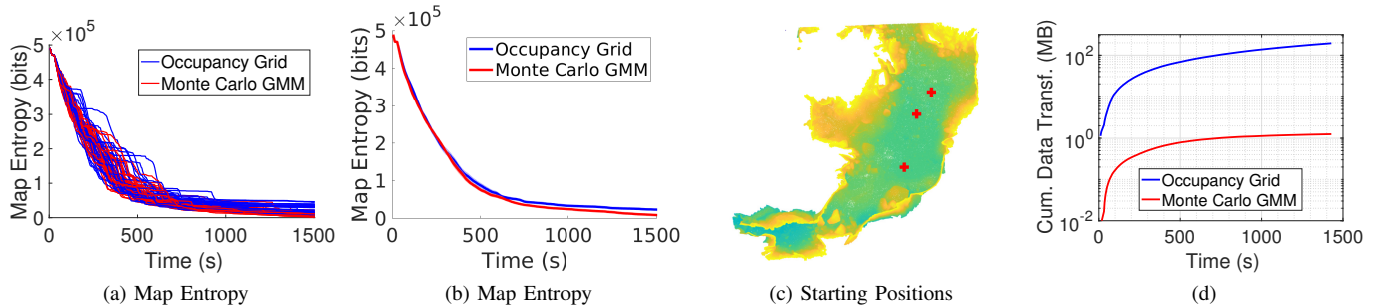 × 10^5
5
4
3
2
1
0
Map Entropy (bits)
Occupancy Grid
Monte Carlo GMM
0 500 1000 1500
Time (s)
(a) Map Entropy
×10^5
5
4
3
2
1
0
Map Entropy (bits)
Occupancy Grid
Monte Carlo GMM
0 500 1000 1500
Time (s)
(b) Map Entropy
(c) Starting Positions
Cum. Data Transf. (MB)
10^2
10^0
10^-2
Occupancy Grid
Monte Carlo GMM
0 500 1000 1500
Time (s)
(d)